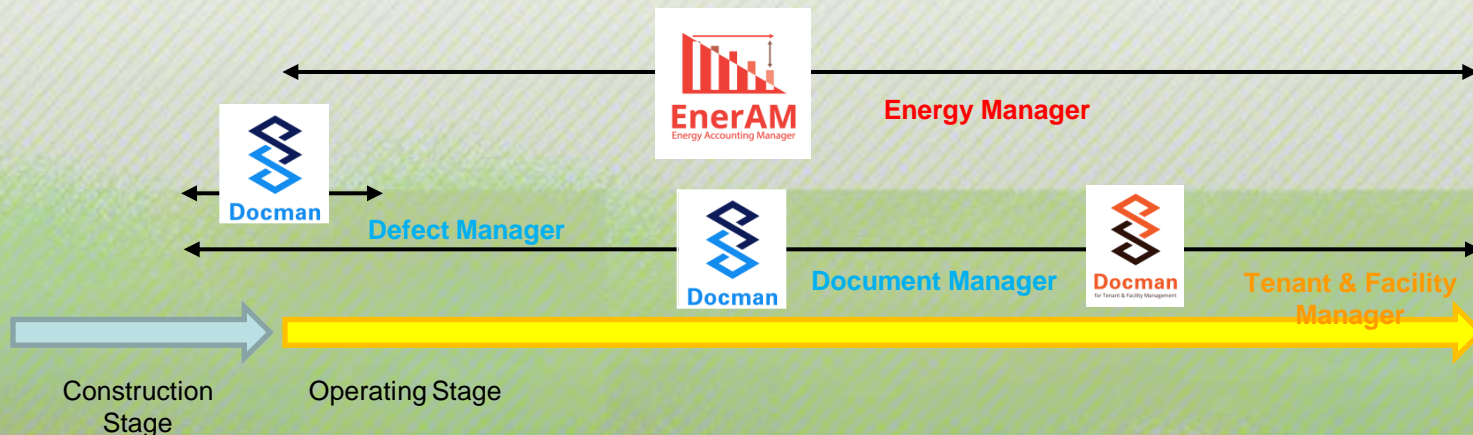 EnerAM
Energy Accounting Manager
Energy Manager
Docman
Defect Manager
Docman
Document Manager
Docman
for Tenant & Facility Management
Tenant & Facility
Manager
Construction
Stage
Operating Stage